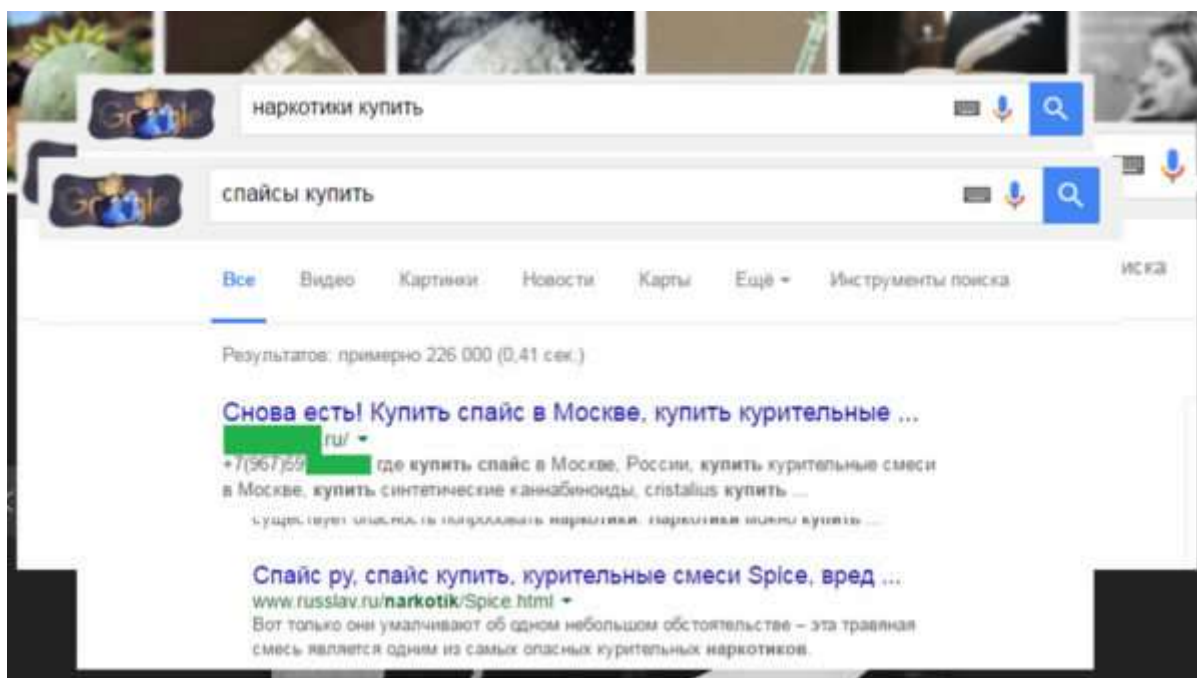 Google
наркотики купить
Google
спайсы купить
Все Видео Картинки Новости Карты Ещё Инструменты поиска
иска
Результатов: примерно 226 000 (0,41 сек.)
Снова есть! Купить спайс в Москве, купить курительные ...
.ru/
+7(967)59 где купить спайс в Москве, России, купить курительные смеси
в Москве, купить синтетические каннабиноиды, cristalius купить ...
существует опасность попробовать наркотики. Наркотики можно купить ...
Спайс ру, спайс купить, курительные смеси Spice, вред ...
www.russlav.ru/narkotik/Spice.html
Вот только они умалчивают об одном небольшом обстоятельстве – эта травяная
смесь является одним из самых опасных курительных наркотиков.